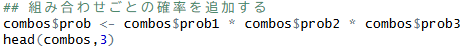 ## 組み合わせごとの確率を追加する
combos$prob <- combos$prob1 * combos$prob2 * combos$prob3
head(combos,3)